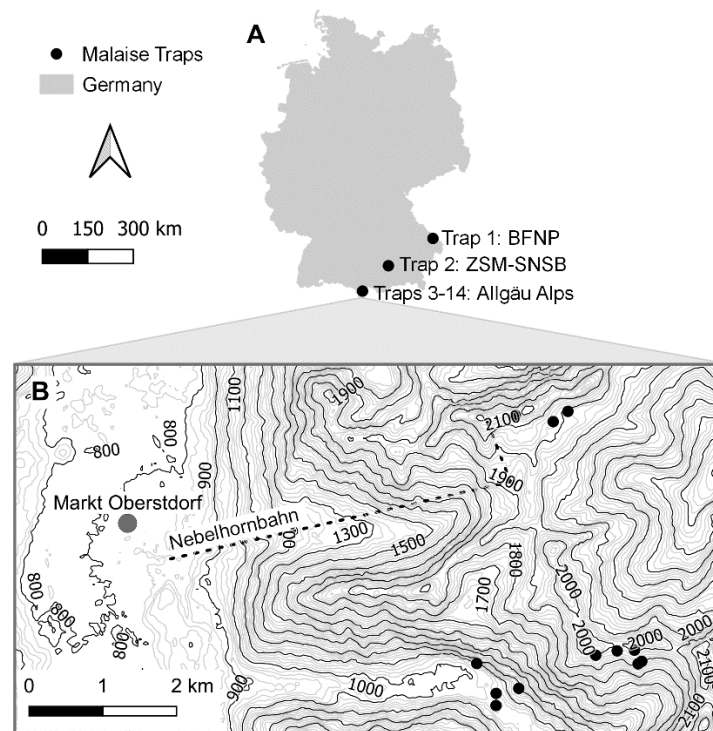 A
Malaise Traps
Germany
0 150 300 km
Trap 1: BFNP
Trap 2: ZSM-SNSB
Traps 3-14: Allgäu Alps
B
1100
1900
2100
800
800
900
1900
Markt Oberstdorf
Nebelhornbahn
1300
1500
1800
1700
2000
800
800
800
2000
2000
2000
2100
900
1000
2100
0 1 2 km